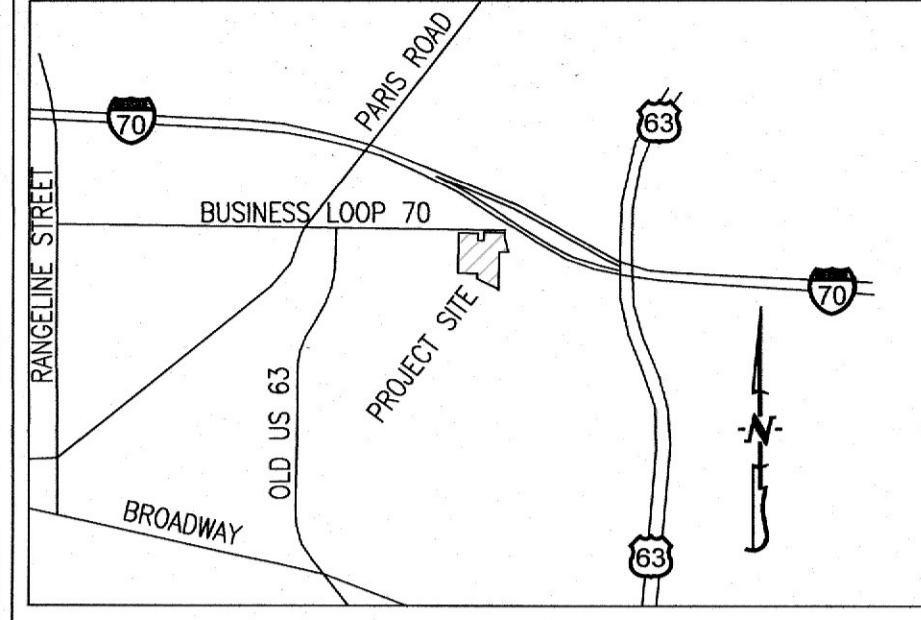 PARIS ROAD
70
63
RANGELINE STREET
BUSINESS LOOP 70
70
PROJECT SITE
OLD US 63
-N-
BROADWAY
63